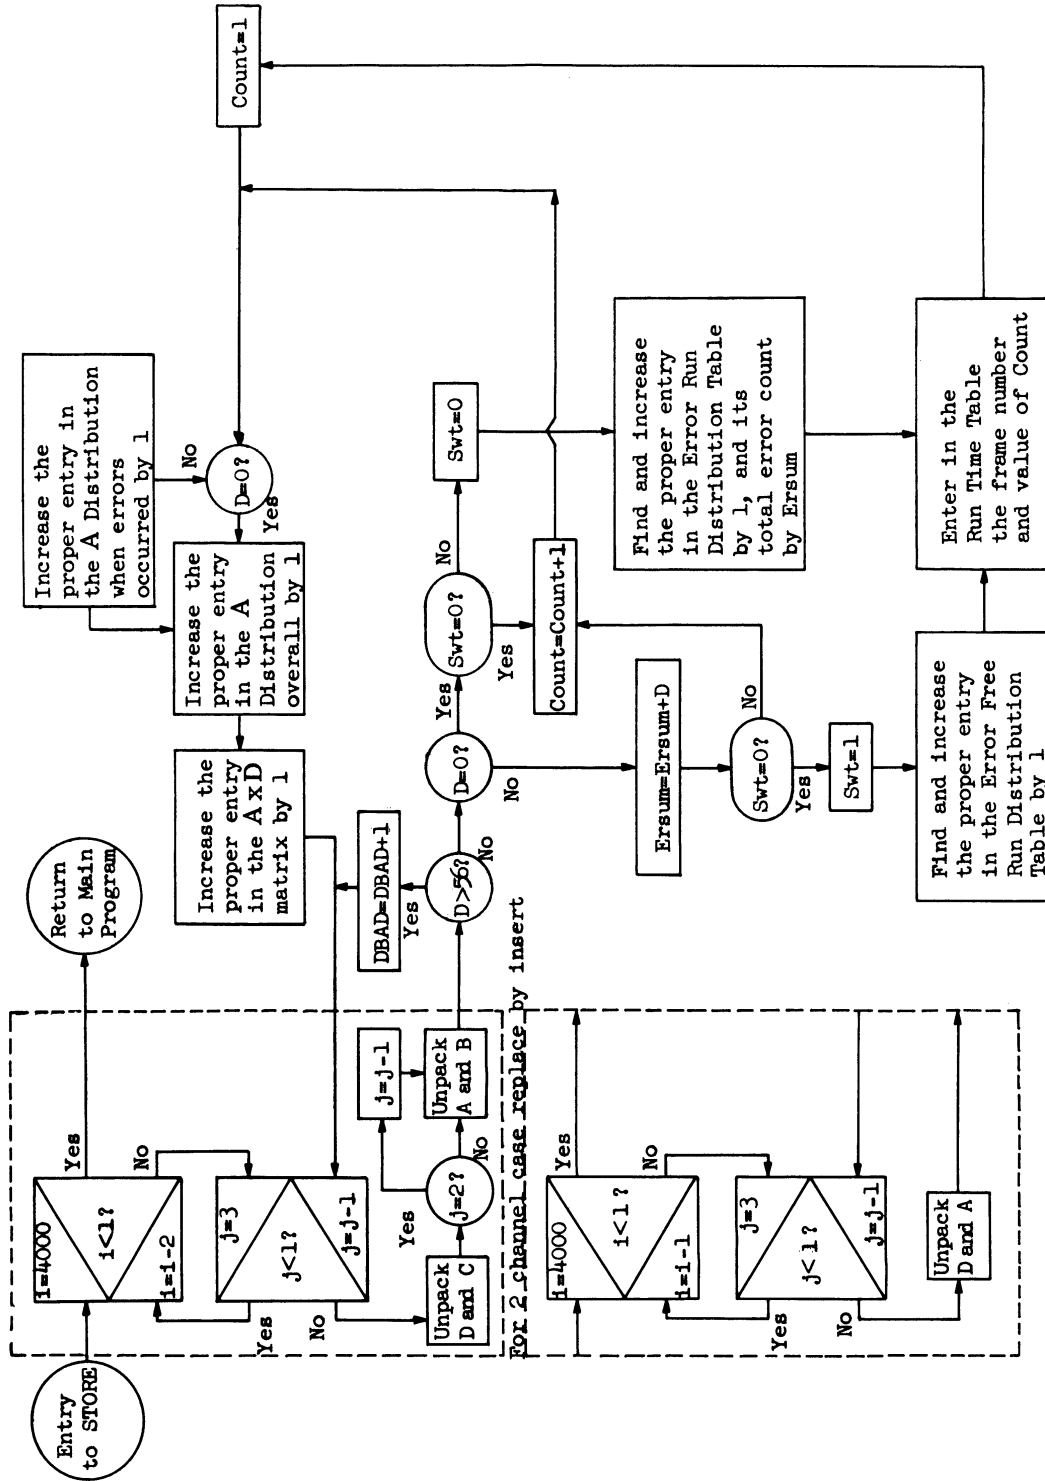 Entry
to STORE
i=4000
i<1?
i=i-2
Yes
No
Return
to Main
Program
j=3
j<1?
j=j-1
Yes
No
Unpack
D and C
j=2?
Yes
No
j=j-1
Unpack
A and B
D>56?
Yes
No
DBAD=DBAD+1
D=0?
Yes
No
Swt=0?
Yes
No
Swt=0
Count=Count+1
Ersum=Ersum+D
Swt=0?
No
Yes
Swt=1
Find and increase
the proper entry
in the Error Free
Run Distribution
Table by 1
Find and increase
the proper entry
in the Error Run
Distribution Table
by 1, and its
total error count
by Ersum
Enter in the
Run Time Table
the frame number
and value of Count
Count=1
D=0?
No
Yes
Increase the
proper entry in
the A Distribution
when errors
occurred by 1
Increase the
proper entry
in the A
Distribution
overall by 1
Increase the
proper entry
in the AxD
matrix by 1
For 2 channel case replace by insert
i=4000
i<1?
i=i-1
Yes
No
j=3
j<1?
j=j-1
Yes
No
Unpack
D and A